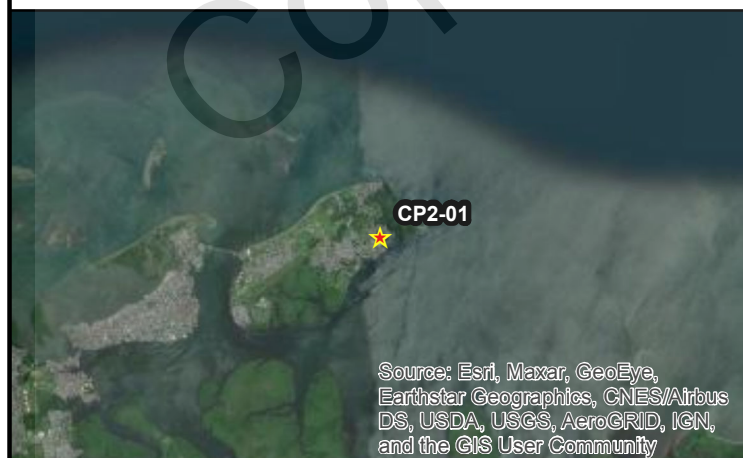 Co
CP2-01
Source: Esri, Maxar, GeoEye,
Earthstar Geographics, CNES/Airbus
DS, USDA, USGS, AeroGRID, IGN,
and the GIS User Community